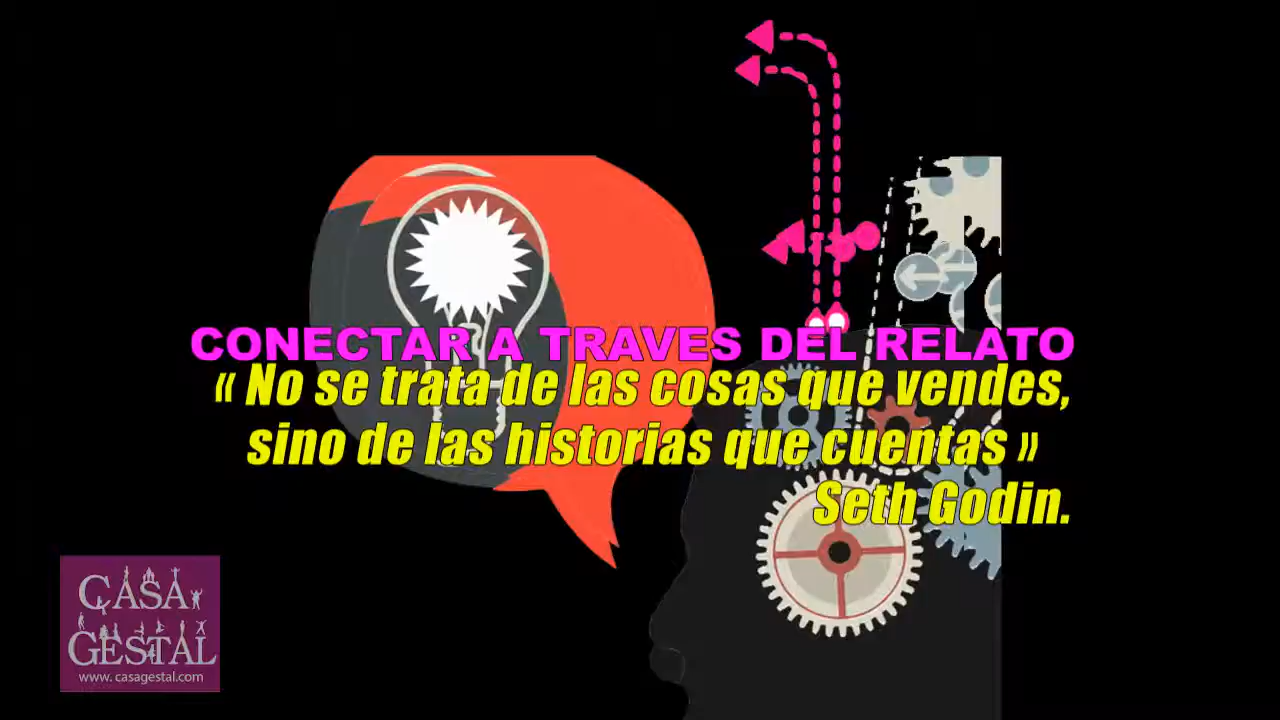 CONECTAR A TRAVES DEL RELATO
« No se trata de las cosas que vendes,
sino de las historias que cuentas »
Seth Godin.
CASA
GESTAL
www.casagestal.com